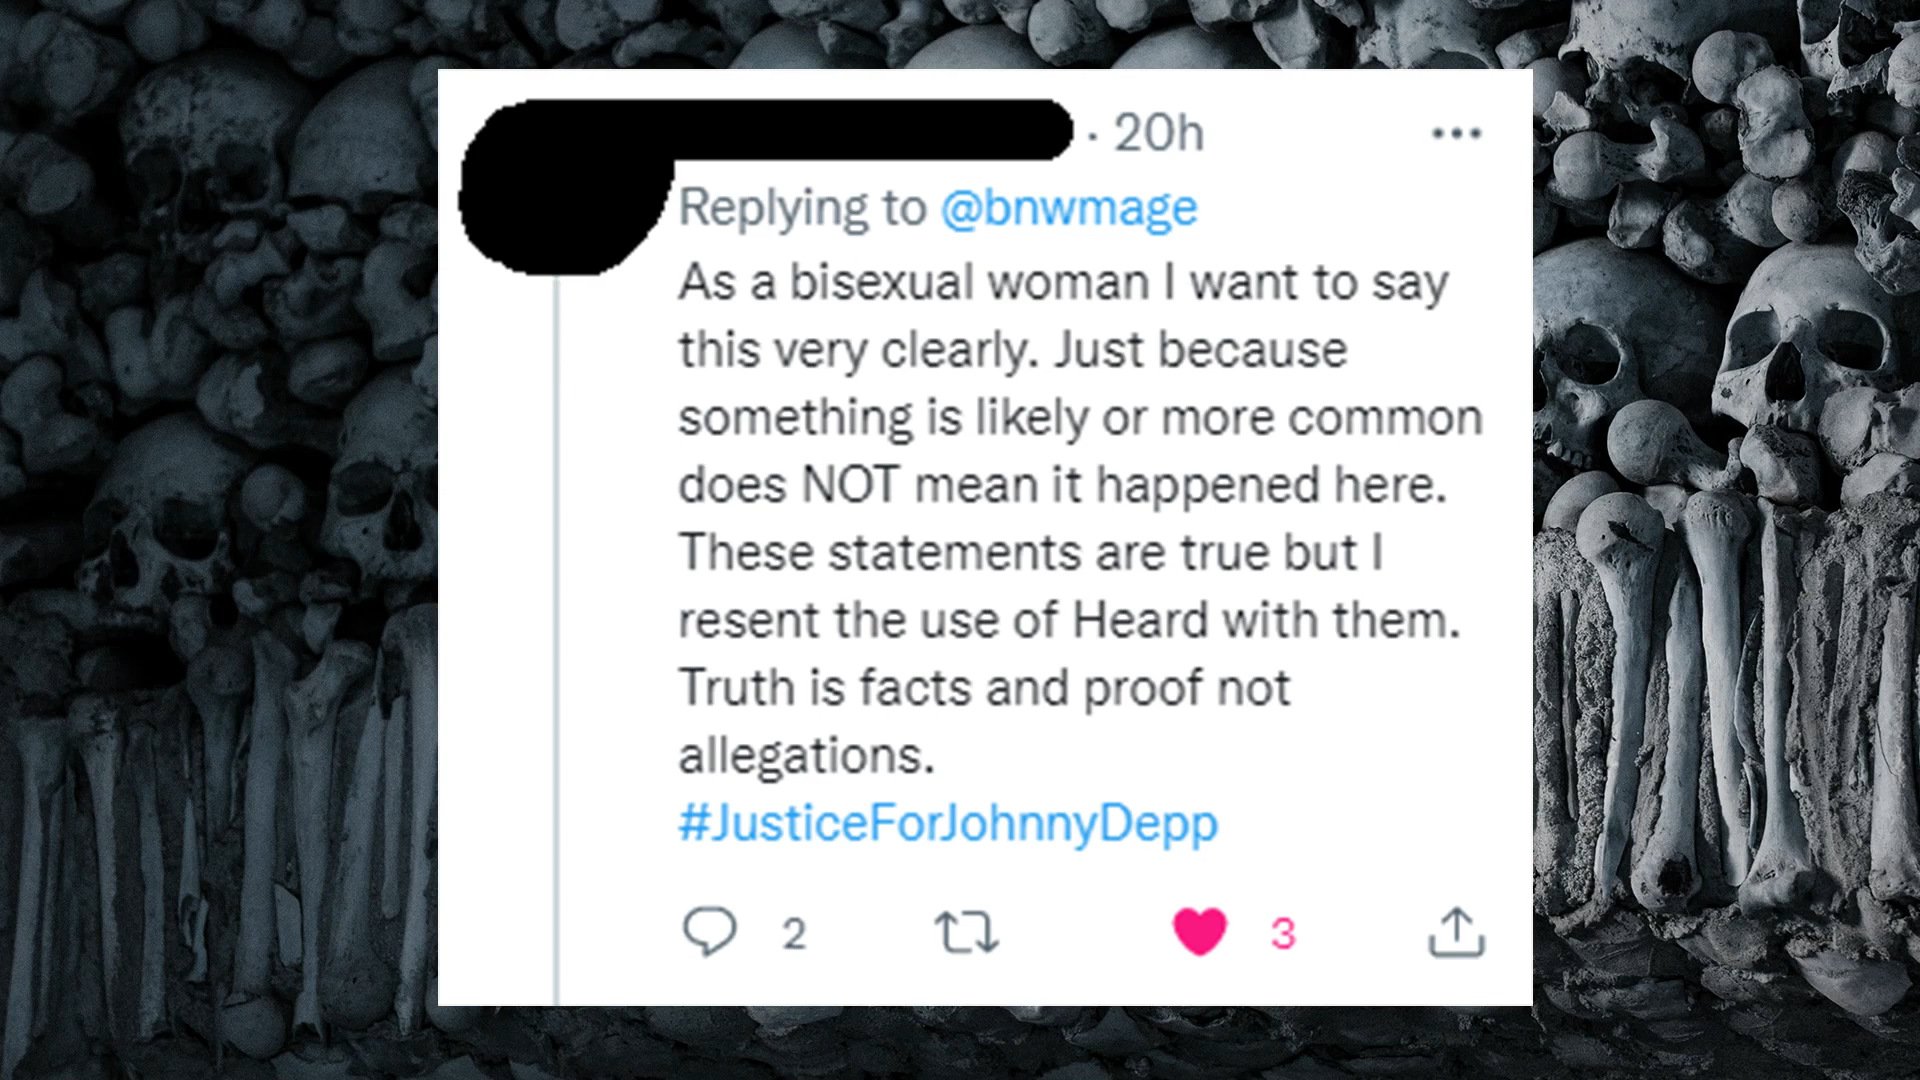 · 20h
Replying to @bnwmage
As a bisexual woman I want to say
this very clearly. Just because
something is likely or more common
does NOT mean it happened here.
These statements are true but I
resent the use of Heard with them.
Truth is facts and proof not
allegations.
#JusticeForJohnnyDepp
2 3